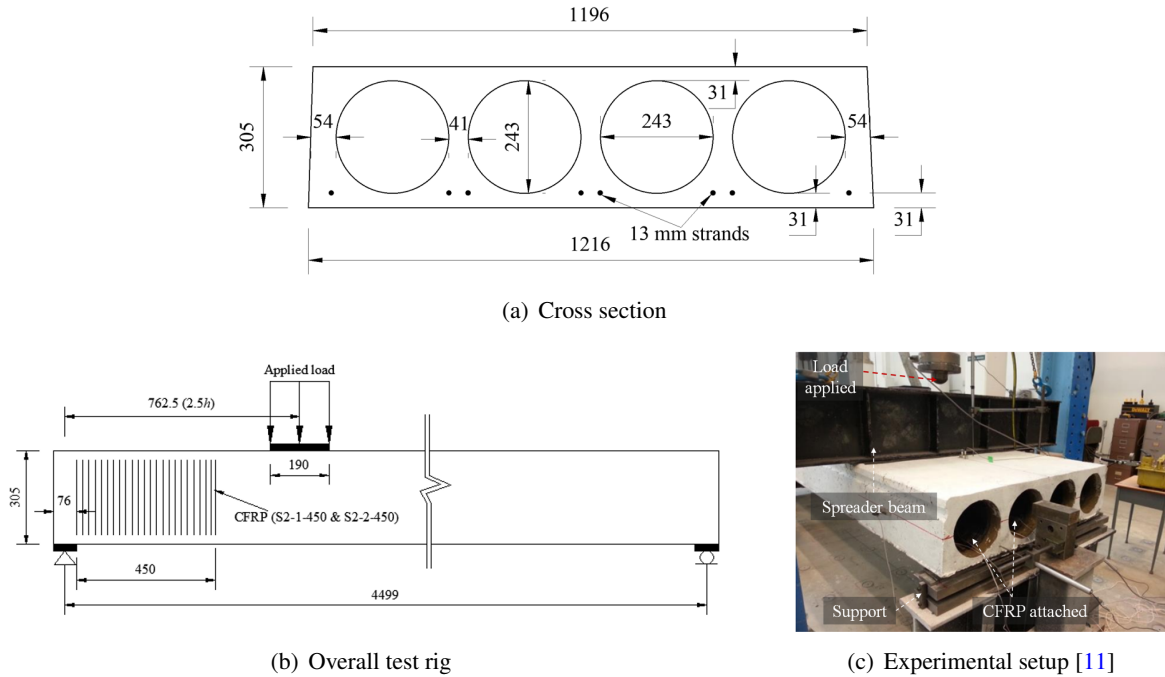 1196
31
54
41
243
243
54
305
31
31
13 mm strands
1216
(a) Cross section
Applied load
762.5 (2.5h)
190
305
76
CFRP (S2-1-450 & S2-2-450)
450
4499
(b) Overall test rig
Load
applied
Spreader beam
Support
CFRP attached
(c) Experimental setup [11]